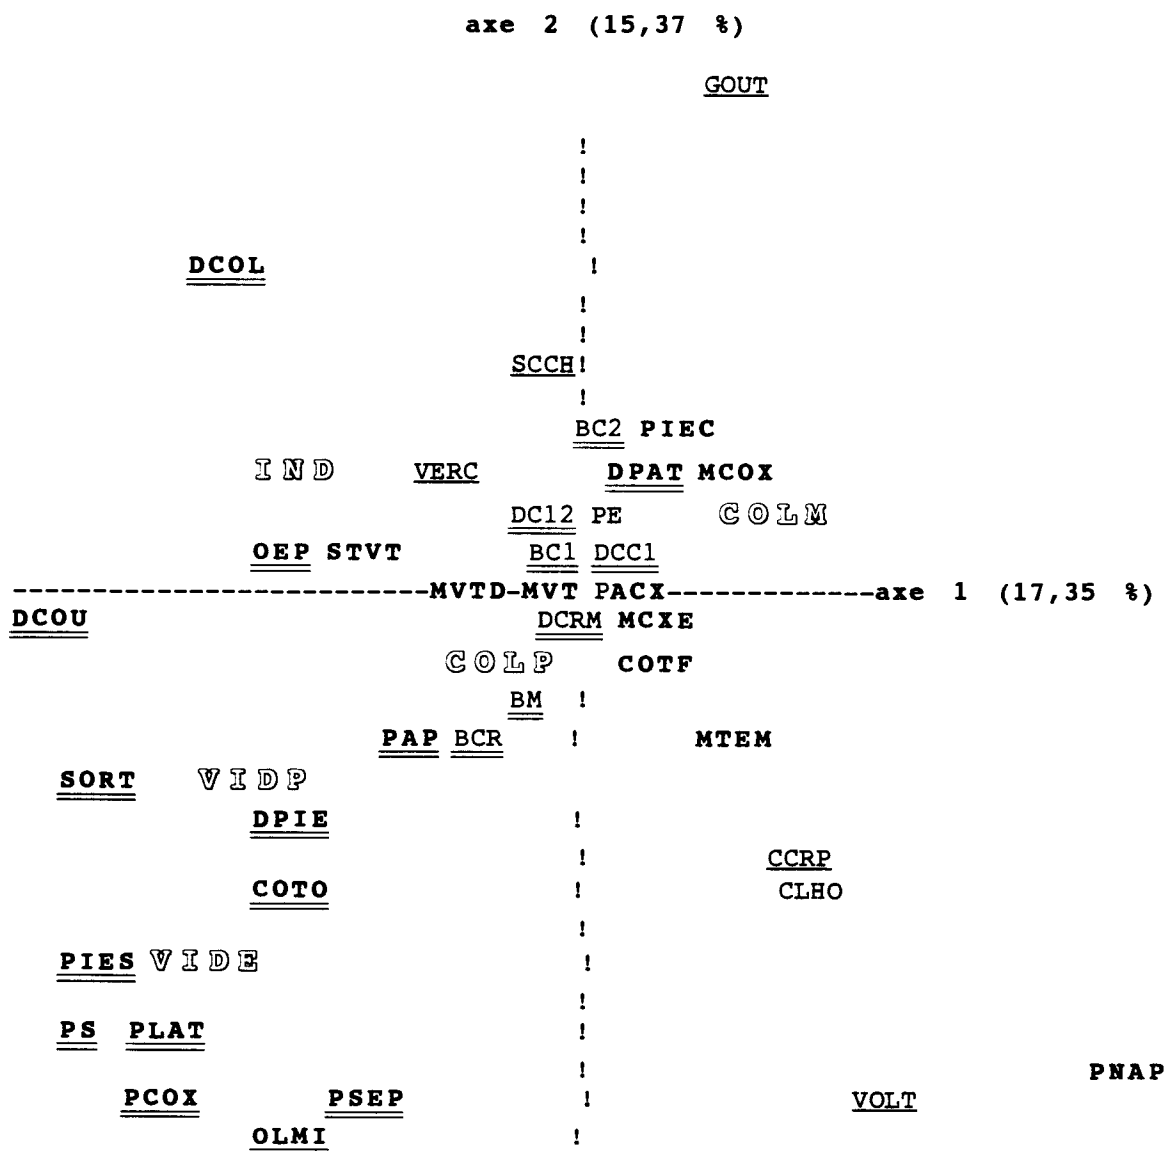 axe 2 (15,37 %)
GOUT
!
!
!
!
DCOL !
!
!
SCCH!
!
BC2 PIEC
IND VERC DPAT MCOX
DC12 PE COLM
OEP STVT BC1 DCC1
--------------------------MVTD-MVT PACX-------------axe 1 (17,35 %)
DCOU DCRM MCXE
COLP COTF
BM !
PAP BCR ! MTEM
SORT VIDP
DPIE !
! CCRP
COTO ! CLHO
!
PIES VIDE !
!
PS PLAT !
! PNAP
PCOX PSEP ! VOLT
OLMI !